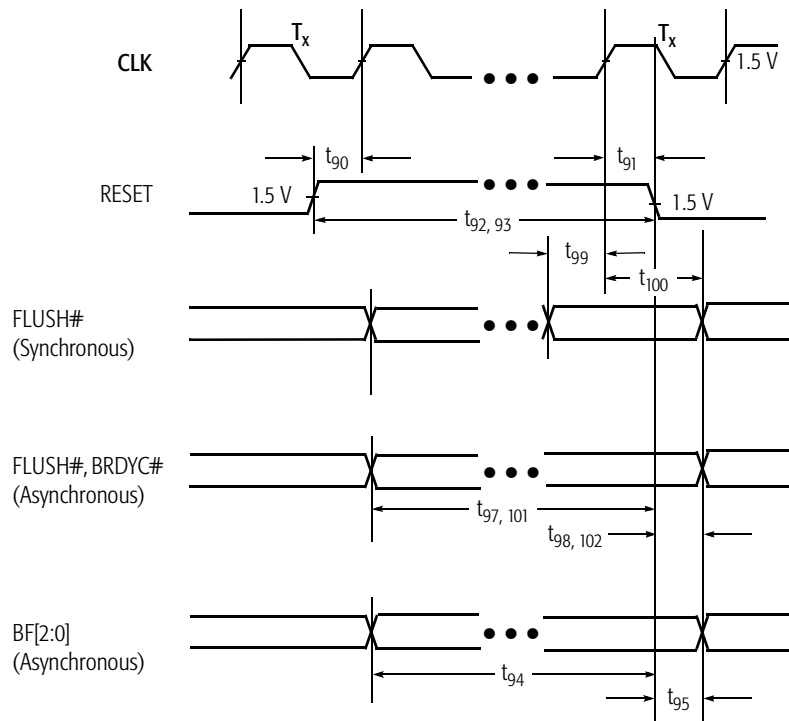 Tx
Tx
CLK
1.5 V
t90
t91
RESET
1.5 V
1.5 V
t92, 93
t99
t100
FLUSH#
(Synchronous)
FLUSH#, BRDYC#
(Asynchronous)
t97, 101
t98, 102
BF[2:0]
(Asynchronous)
t94
t95